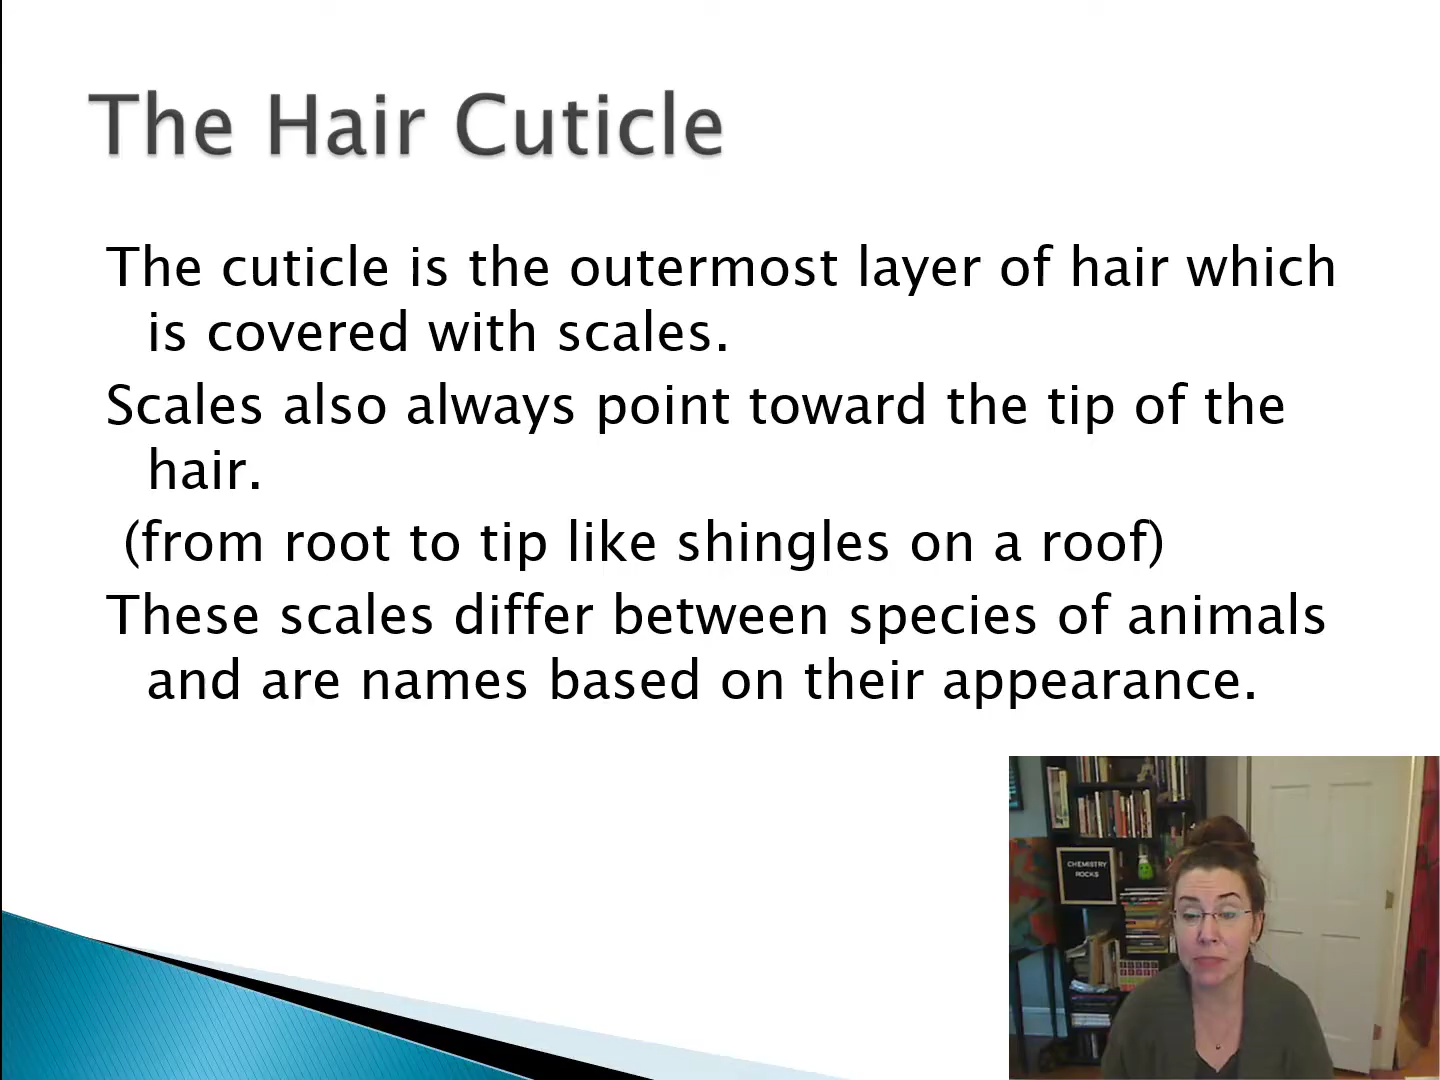 The Hair Cuticle
The cuticle is the outermost layer of hair which
is covered with scales.
Scales also always point toward the tip of the
hair.
(from root to tip like shingles on a roof)
These scales differ between species of animals
and are names based on their appearance.
CHEMISTRY
ROCKS